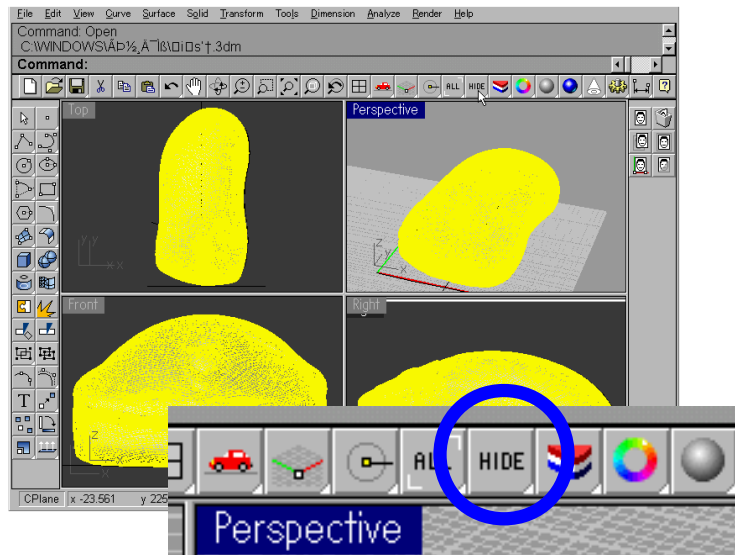 File Edit View Curve Surface Solid Transform Tools Dimension Analyze Render Help
Command: Open
Command:
ALL HIDE
Top
Perspective
z
y
x
y y
x
Front
Right
T
z
CPlane x -23.561 y 225
ALL HIDE
Perspective